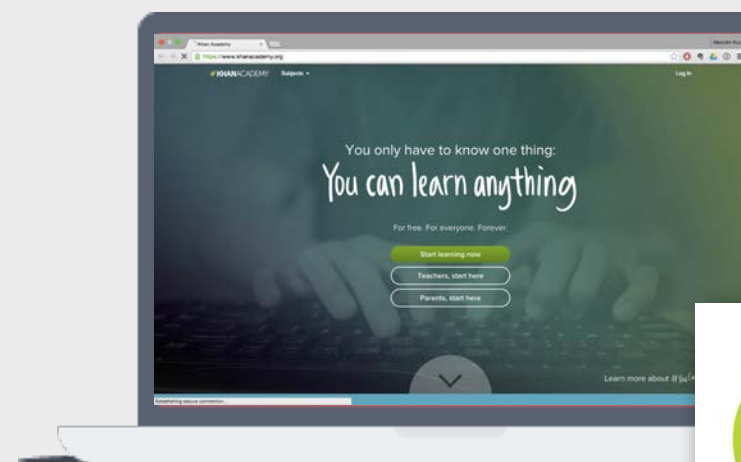 Khan Academy
https://www.khanacademy.org
KHANACADEMY Subjects
Log in
You only have to know one thing:
You can learn anything
For free. For everyone. Forever.
Start learning now
Teachers, start here
Parents, start here
Learn more about
Establishing secure connection...